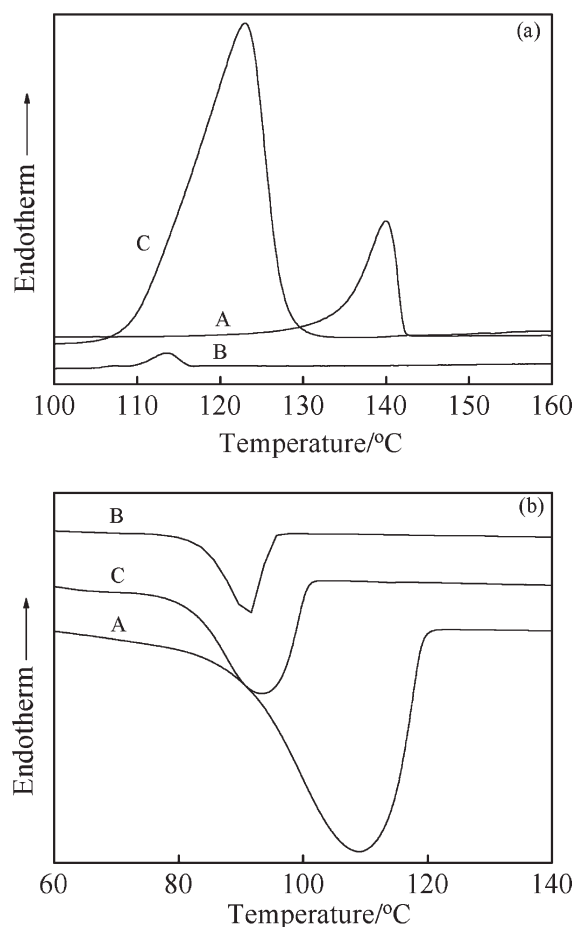 (a)
Endotherm
C
A
B
100 110 120 130 140 150 160
Temperature/°C
(b)
B
C
A
Endotherm
60 80 100 120 140
Temperature/°C